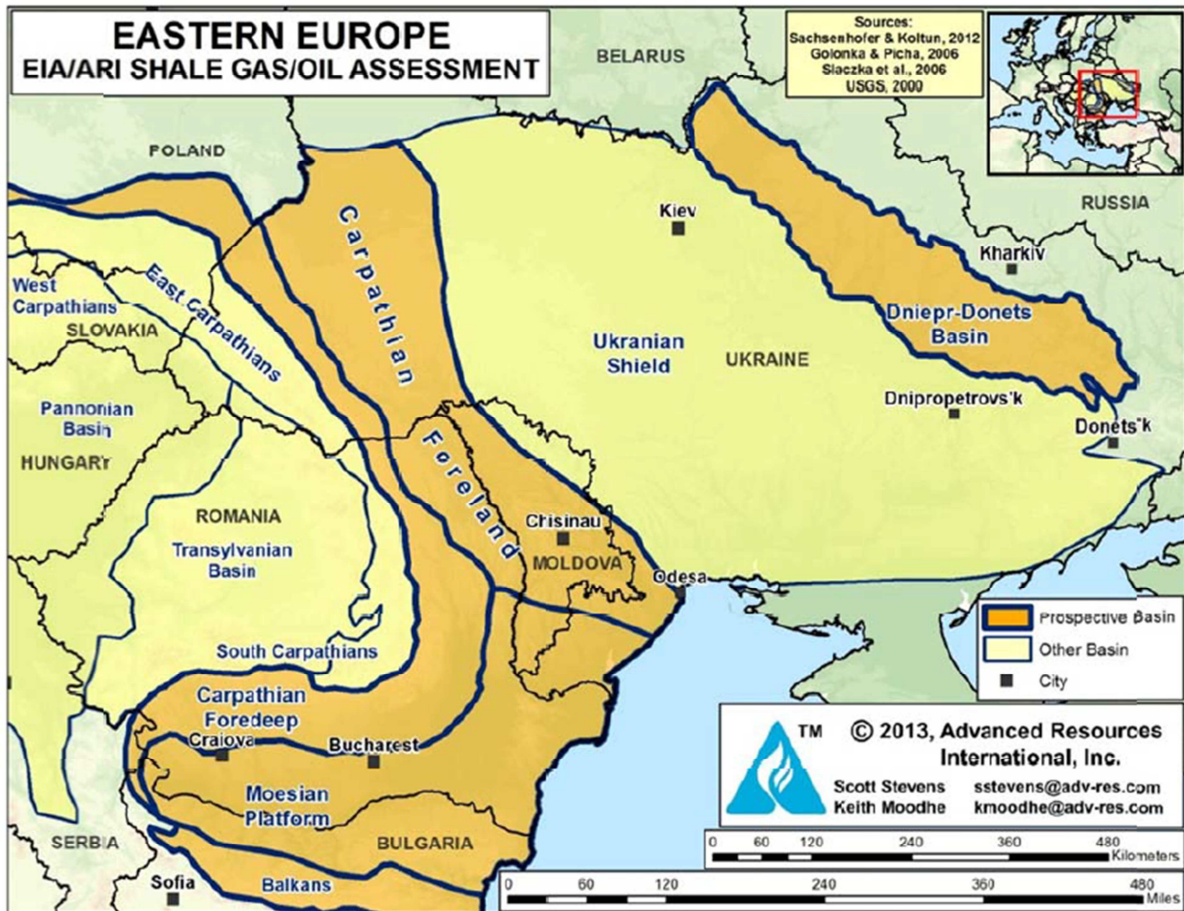 EASTERN EUROPE
EIA/ARI SHALE GAS/OIL ASSESSMENT
Sources:
Sachsenhofer & Koltun, 2012
Golonka & Picha, 2006
Slaczka et al., 2006
USGS, 2000
BELARUS
POLAND
RUSSIA
Kiev
Kharkiv
Carpathian
Foreland
West
Carpathians
East Carpathians
SLOVAKIA
Dniepr-Donets
Basin
Ukranian
Shield
UKRAINE
Dnipropetrovs'k
Donets'k
Pannonian
Basin
HUNGARY
ROMANIA
Transylvanian
Basin
Chisinau
MOLDOVA
Odesa
South Carpathians
Carpathian
Foredeep
Craiova
Bucharest
Moesian
Platform
BULGARIA
SERBIA
Sofia
Balkans
Prospective Basin
Other Basin
City
TM
© 2013, Advanced Resources
International, Inc.
Scott Stevens sstevens@adv-res.com
Keith Moodhe kmoodhe@adv-res.com
0 60 120 240 360 480
Kilometers
0 60 120 240 360 480
Miles